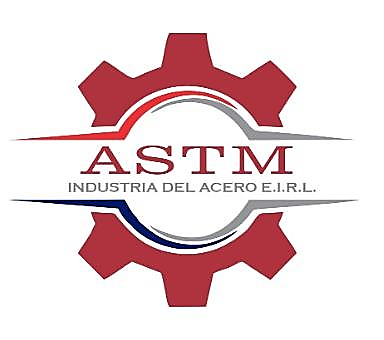 ASTM
INDUSTRIA DEL ACERO E.I.R.L.